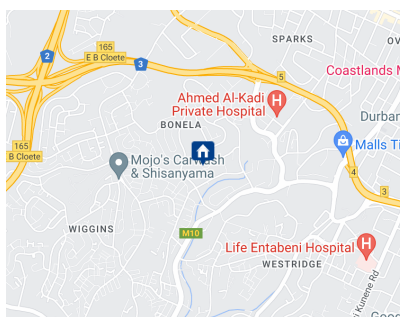 SPARKS
OV
165
E B Cloete
2
3
5
Coastlands M
Ahmed Al-Kadi
Private Hospital
H
BONELA
Durban
Malls Ti
165
B Cloete
Mojo's Carwash
& Shisanyama
4
3
WIGGINS
M10
Life Entabeni Hospital
H
WESTRIDGE
i Kunene Rd